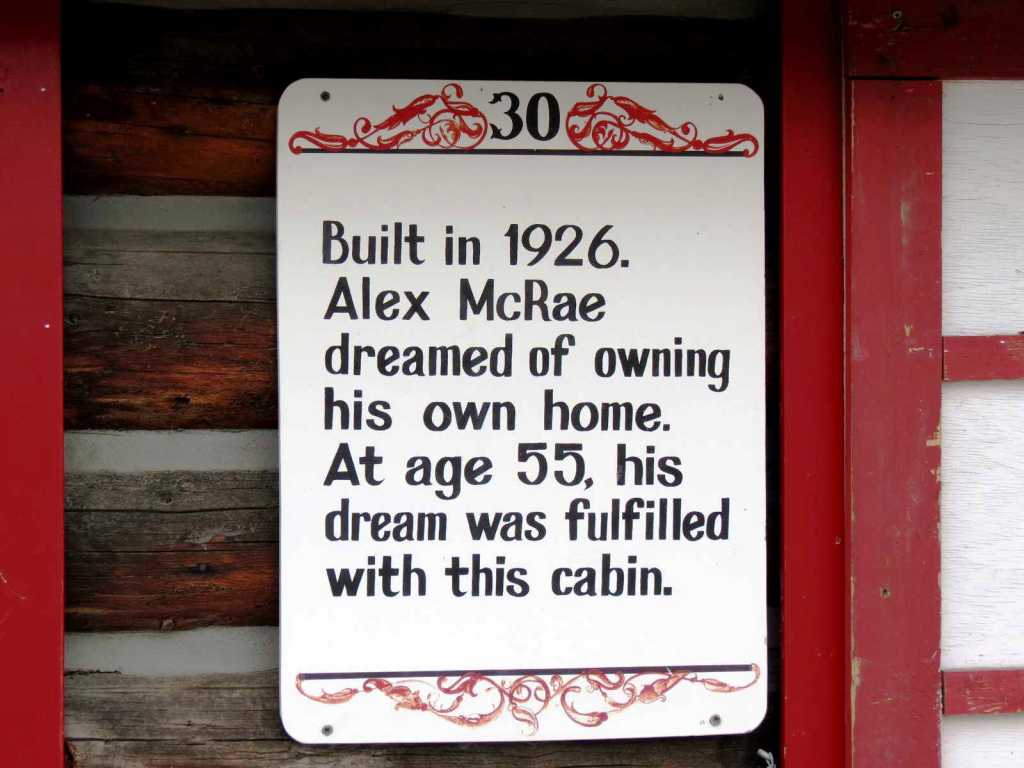 30
Built in 1926.
Alex McRae
dreamed of owning
his own home.
At age 55, his
dream was fulfilled
with this cabin.